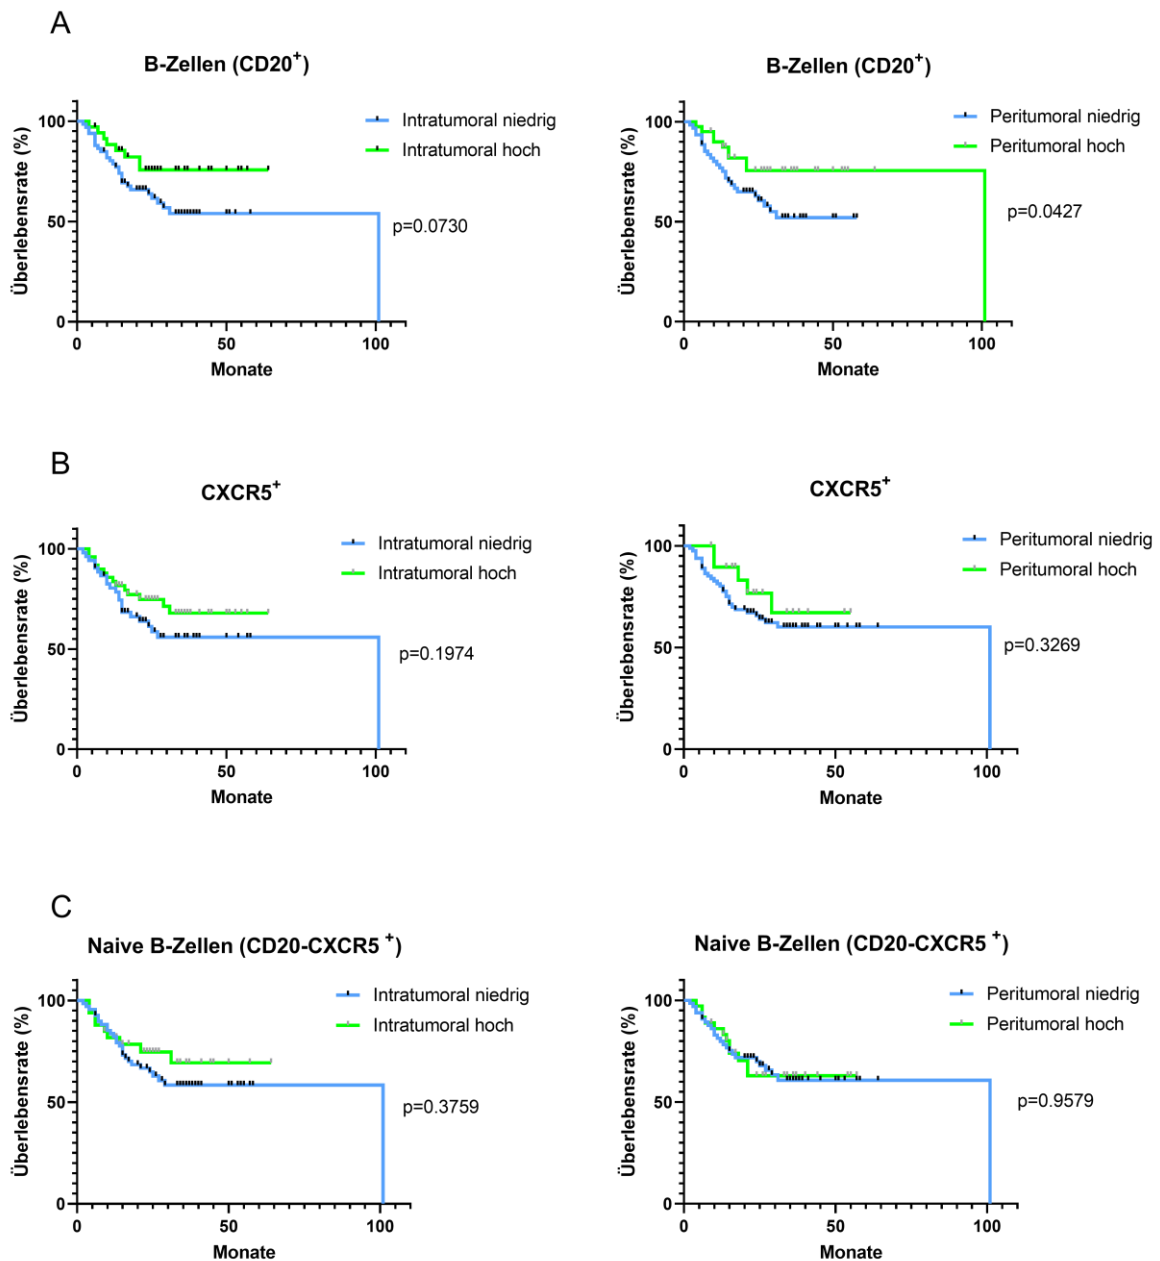 A
B-Zellen (CD20+)
Überlebensrate (%)
100
50
0
0 50 100
Monate
Intratumoral niedrig
Intratumoral hoch
p=0.0730
B-Zellen (CD20+)
Überlebensrate (%)
100
50
0
0 50 100
Monate
Peritumoral niedrig
Peritumoral hoch
p=0.0427
B
CXCR5+
Überlebensrate (%)
100
50
0
0 50 100
Monate
Intratumoral niedrig
Intratumoral hoch
p=0.1974
CXCR5+
Überlebensrate (%)
100
50
0
0 50 100
Monate
Peritumoral niedrig
Peritumoral hoch
p=0.3269
C
Naive B-Zellen (CD20-CXCR5 +)
Überlebensrate (%)
100
50
0
0 50 100
Monate
Intratumoral niedrig
Intratumoral hoch
p=0.3759
Naive B-Zellen (CD20-CXCR5 +)
Überlebensrate (%)
100
50
0
0 50 100
Monate
Peritumoral niedrig
Peritumoral hoch
p=0.9579